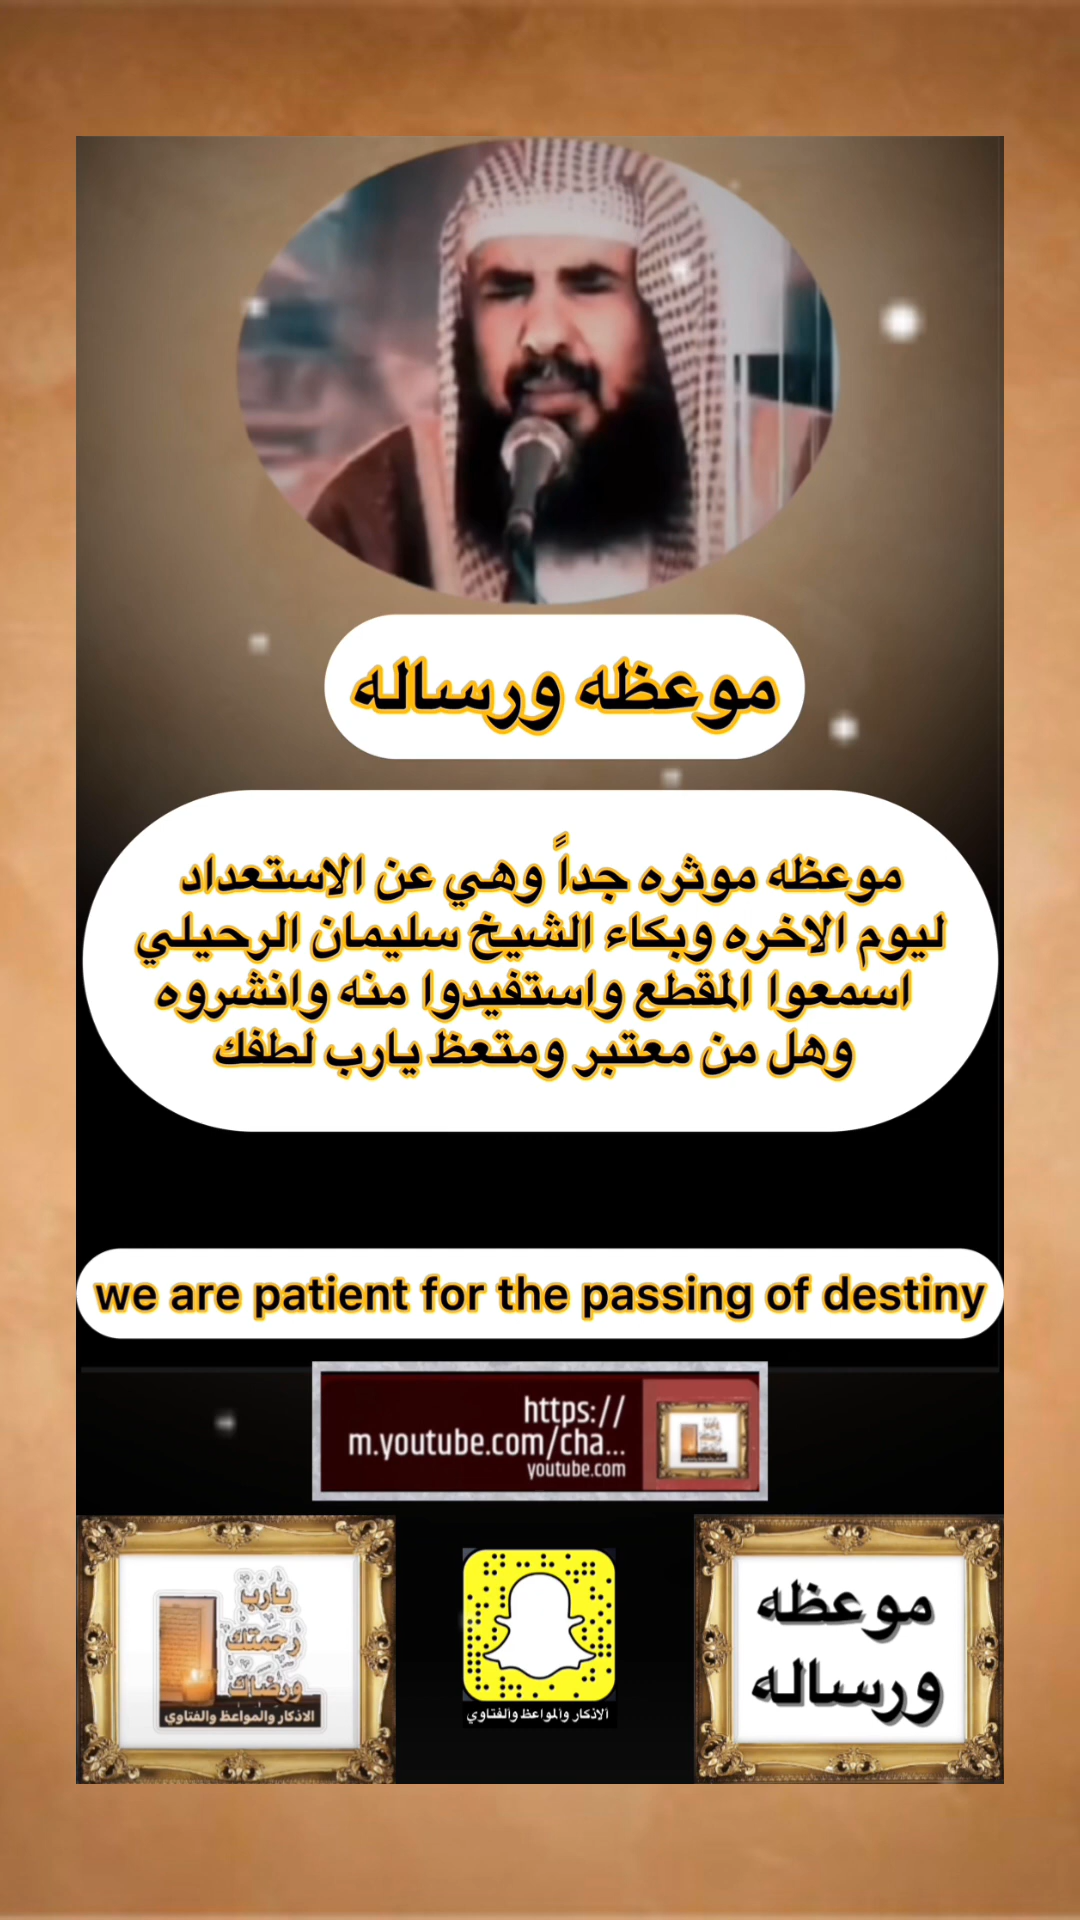 موعظه ورساله
موعظه موثره جداً وهي عن الاستعداد
ليوم الاخره وبكاء الشيخ سليمان الرحيلي
اسمعوا المقطع واستفيدوا منه وانشروه
وهل من معتبر ومتعظ يارب لطفك
we are patient for the passing of destiny
https://
m.youtube.com/cha...
youtube.com
يارب
رحمتك
ورضاك
الاذكار والمواعظ والفتاوي
الاذكار والمواعظ والفتاوي
موعظه
ورساله